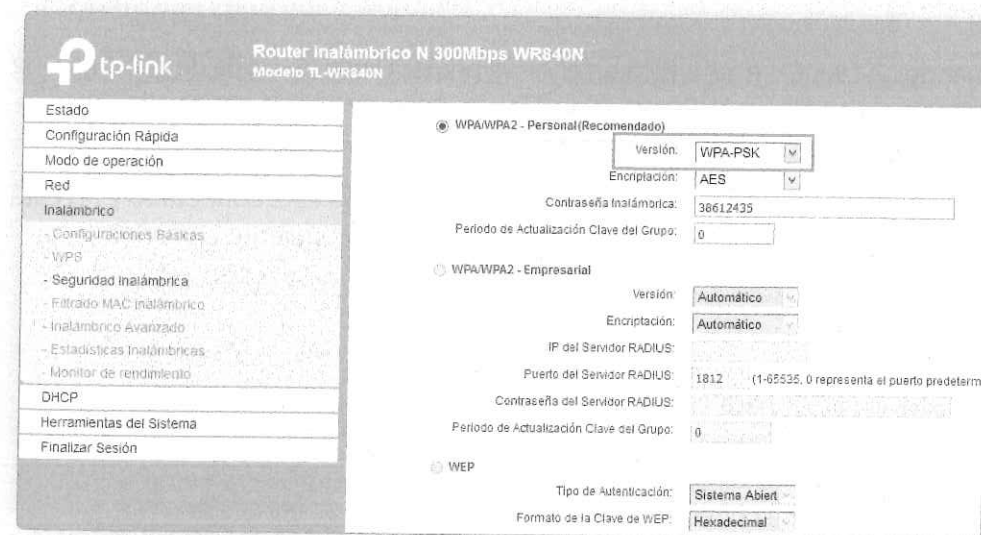 tp-link
Router inalámbrico N 300Mbps WR840N
Modelo TL-WR840N
Estado
Configuración Rápida
Modo de operación
Red
Inalámbrico
- Configuraciones Básicas
- WPS
- Seguridad Inalámbrica
- Filtrado MAC Inalámbrico
- Inalámbrico Avanzado
- Estadísticas Inalámbricas
- Monitor de rendimiento
DHCP
Herramientas del Sistema
Finalizar Sesión
WPA/WPA2 - Personal(Recomendado)
Versión: WPA-PSK
Encriptación: AES
Contraseña Inalámbrica: 38612435
Periodo de Actualización Clave del Grupo: 0
WPA/WPA2 - Empresarial
Versión: Automático
Encriptación: Automático
IP del Servidor RADIUS:
Puerto del Servidor RADIUS: 1812 (1-65535, 0 representa el puerto predeterm
Contraseña del Servidor RADIUS:
Periodo de Actualización Clave del Grupo: 0
WEP
Tipo de Autenticación: Sistema Abiert
Formato de la Clave de WEP: Hexadecimal